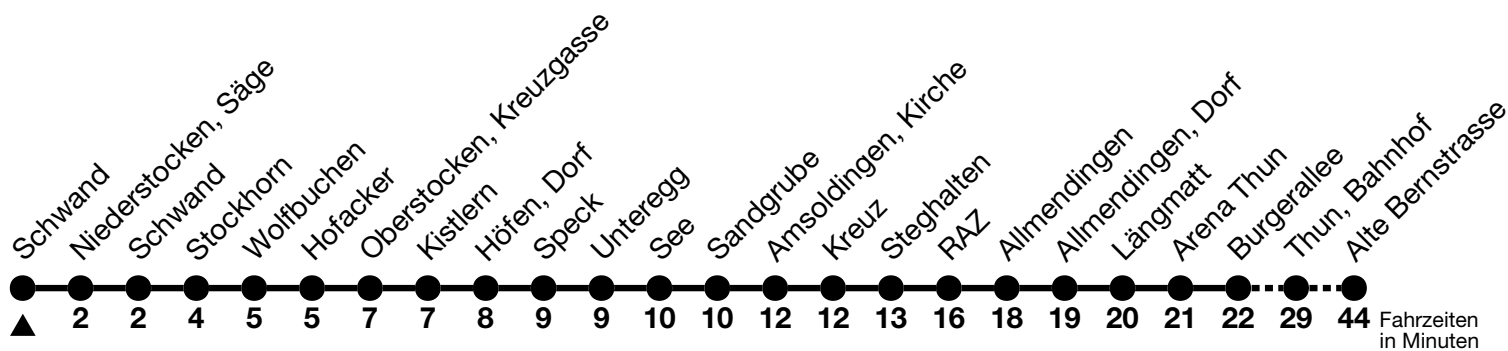 Schwand
Niederstocken, Säge
Schwand
Stockhorn
Wolfbuchen
Hofacker
Oberstocken, Kreuzgasse
Kistlern
Höfen, Dorf
Speck
Unteregg
See
Sandgrube
Amsoldingen, Kirche
Kreuz
Steghalten
RAZ
Allmendingen
Allmendingen, Dorf
Längmatt
Arena Thun
Burgerallee
Thun, Bahnhof
Alte Bernstrasse
2 2 4 5 5 7 7 8 9 9 10 10 12 12 13 16 18 19 20 21 22 29 44 Fahrzeiten
in Minuten